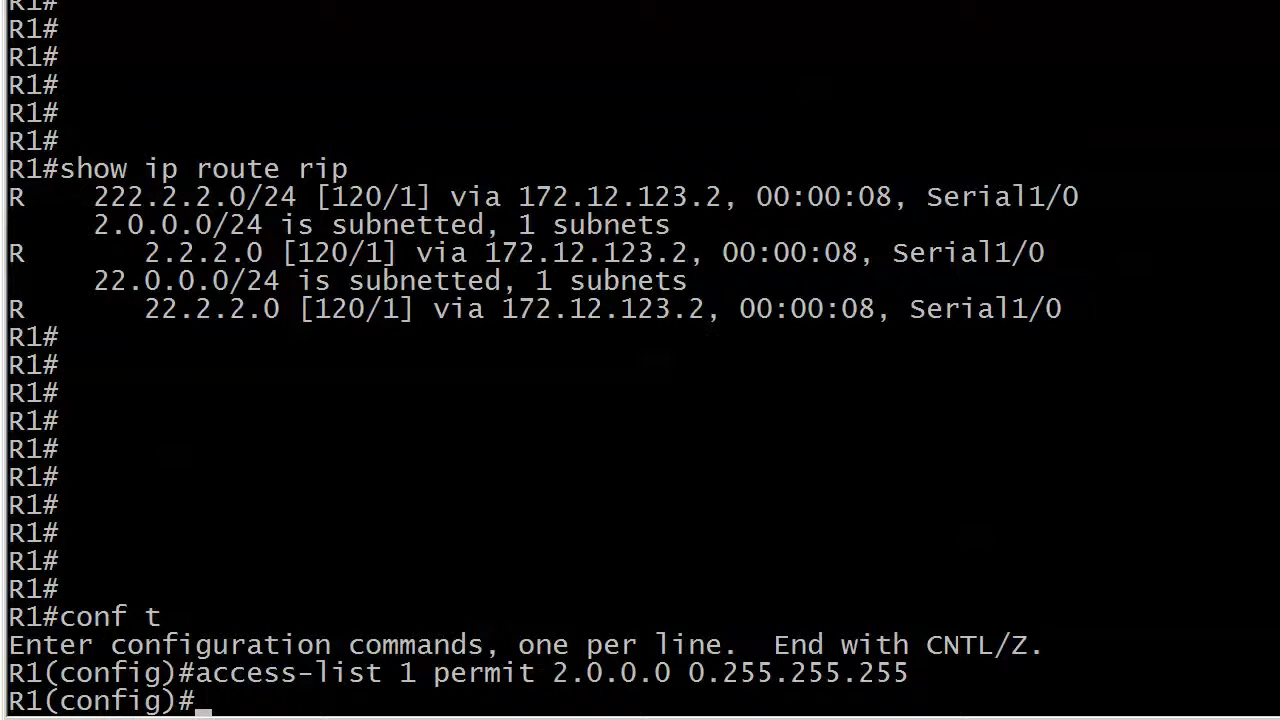 R1#
R1#
R1#
R1#
R1#
R1#
R1#show ip route rip
R    222.2.2.0/24 [120/1] via 172.12.123.2, 00:00:08, Serial1/0
     2.0.0.0/24 is subnetted, 1 subnets
R       2.2.2.0 [120/1] via 172.12.123.2, 00:00:08, Serial1/0
     22.0.0.0/24 is subnetted, 1 subnets
R       22.2.2.0 [120/1] via 172.12.123.2, 00:00:08, Serial1/0
R1#
R1#
R1#
R1#
R1#
R1#
R1#
R1#
R1#
R1#
R1#conf t
Enter configuration commands, one per line.  End with CNTL/Z.
R1(config)#access-list 1 permit 2.0.0.0 0.255.255.255
R1(config)#